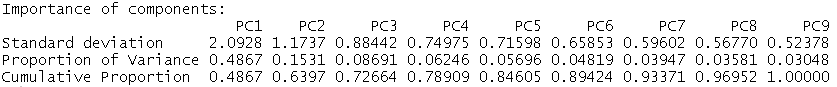 Importance of components:
PC1 PC2 PC3 PC4 PC5 PC6 PC7 PC8 PC9
Standard deviation 2.0928 1.1737 0.88442 0.74975 0.71598 0.65853 0.59602 0.56770 0.52378
Proportion of Variance 0.4867 0.1531 0.08691 0.06246 0.05696 0.04819 0.03947 0.03581 0.03048
Cumulative Proportion 0.4867 0.6397 0.72664 0.78909 0.84605 0.89424 0.93371 0.96952 1.00000